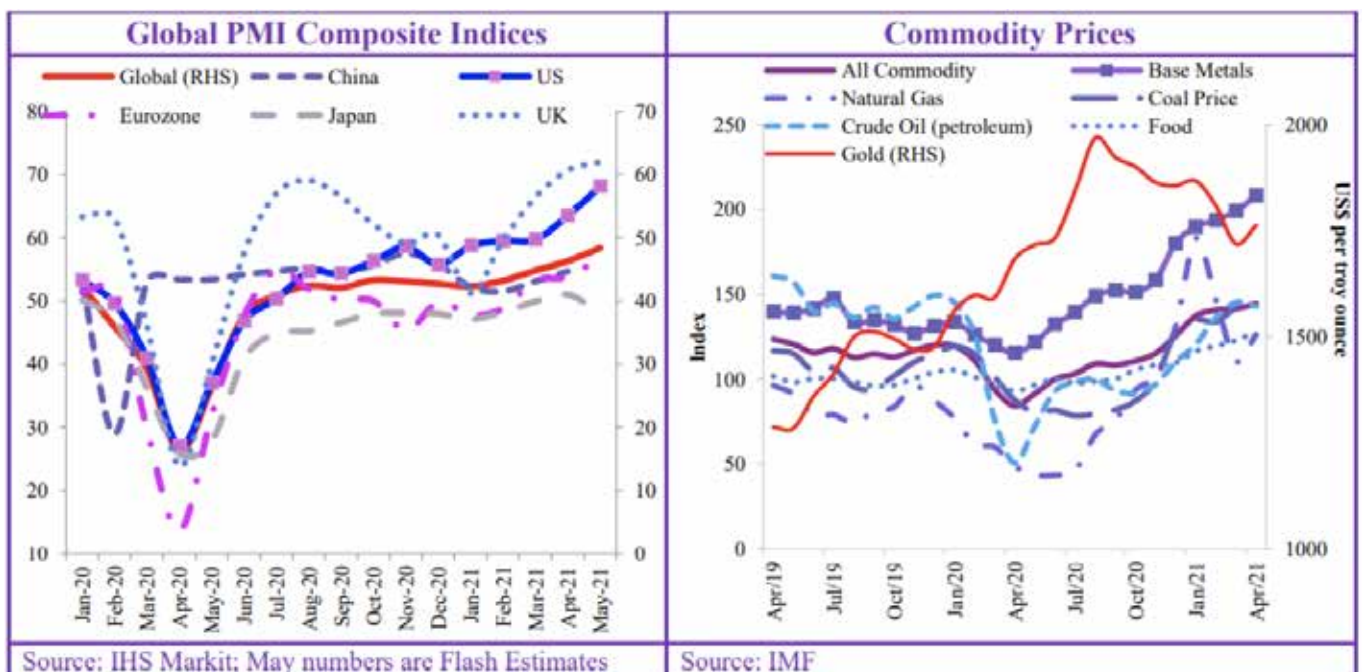 Global PMI Composite Indices
Global (RHS) China US
Eurozone Japan UK
80
70
60
50
40
30
20
10
70
60
50
40
30
20
10
0
Jan-20
Feb-20
Mar-20
Apr-20
May-20
Jun-20
Jul-20
Aug-20
Sep-20
Oct-20
Nov-20
Dec-20
Jan-21
Feb-21
Mar-21
Apr-21
May-21
Source: IHS Markit; May numbers are Flash Estimates
Commodity Prices
All Commodity Base Metals
Natural Gas Coal Price
Crude Oil (petroleum) Food
Gold (RHS)
250
200
150
100
50
0
Index
2000
1500
1000
US$ per troy ounce
Apr/19
Jul/19
Oct/19
Jan/20
Apr/20
Jul/20
Oct/20
Jan/21
Apr/21
Source: IMF